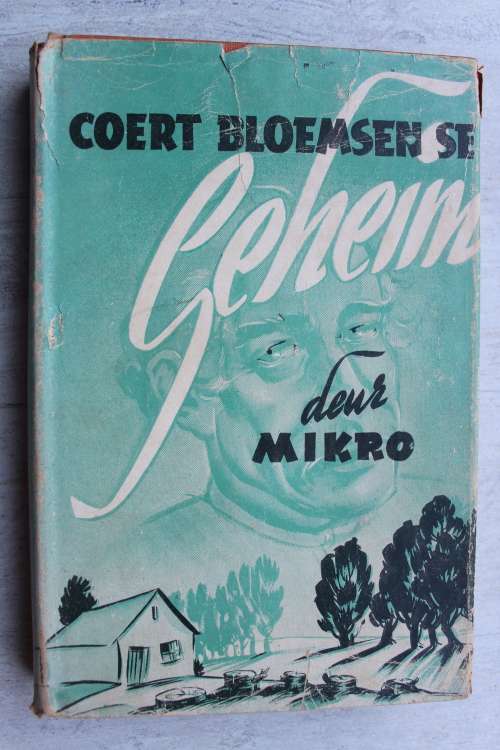 COERT BLOEMSEN SE
Geheim
deur
MIKRO